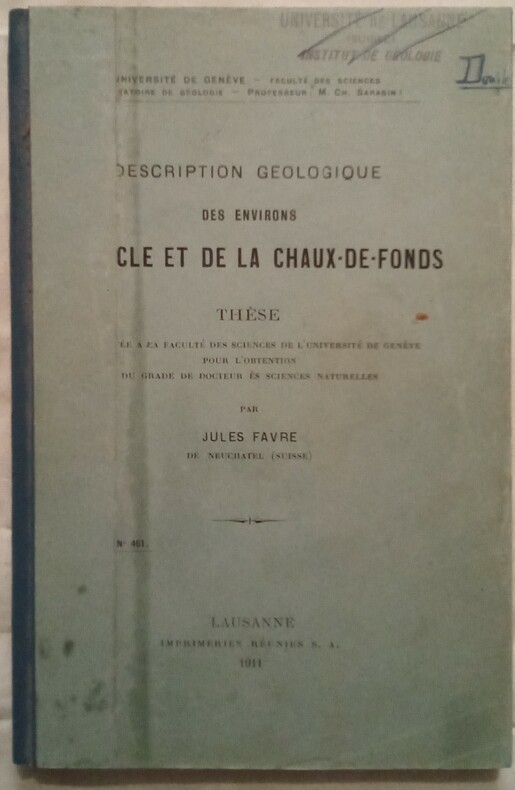 UNIVERSITÉ DE LAUSANNE
INSTITUT DE GÉOLOGIE
UNIVERSITÉ DE GENÈVE — FACULTÉ DES SCIENCES
ATOIRE DE GÉOLOGIE — PROFESSEUR: M. CH. SARASIN
DESCRIPTION GÉOLOGIQUE
DES ENVIRONS
CLE ET DE LA CHAUX-DE-FONDS
THÈSE
ÉE A LA FACULTÉ DES SCIENCES DE L'UNIVERSITÉ DE GENÈVE
POUR L'OBTENTION
DU GRADE DE DOCTEUR ÈS SCIENCES NATURELLES
PAR
JULES FAVRE
DE NEUCHATEL (SUISSE)
N° 461.
LAUSANNE
IMPRIMERIES RÉUNIES S. A.
1911